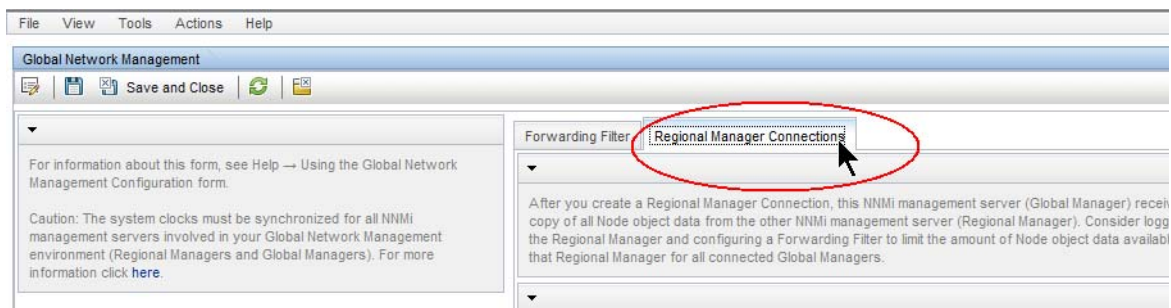 File View Tools Actions Help
Global Network Management
Save and Close
For information about this form, see Help → Using the Global Network
Management Configuration form.
Caution: The system clocks must be synchronized for all NNMi
management servers involved in your Global Network Management
environment (Regional Managers and Global Managers). For more
information click here.
Forwarding Filter Regional Manager Connections
After you create a Regional Manager Connection, this NNMi management server (Global Manager) recei
copy of all Node object data from the other NNMi management server (Regional Manager). Consider logg
the Regional Manager and configuring a Forwarding Filter to limit the amount of Node object data availabl
that Regional Manager for all connected Global Managers.